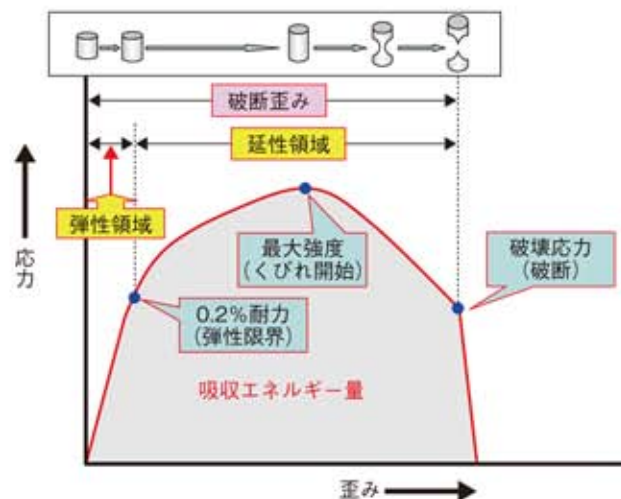 破断歪み
延性領域
弾性領域
応力
最大強度
(くびれ開始)
破壊応力
(破断)
0.2%耐力
(弾性限界)
吸収エネルギー量
歪み